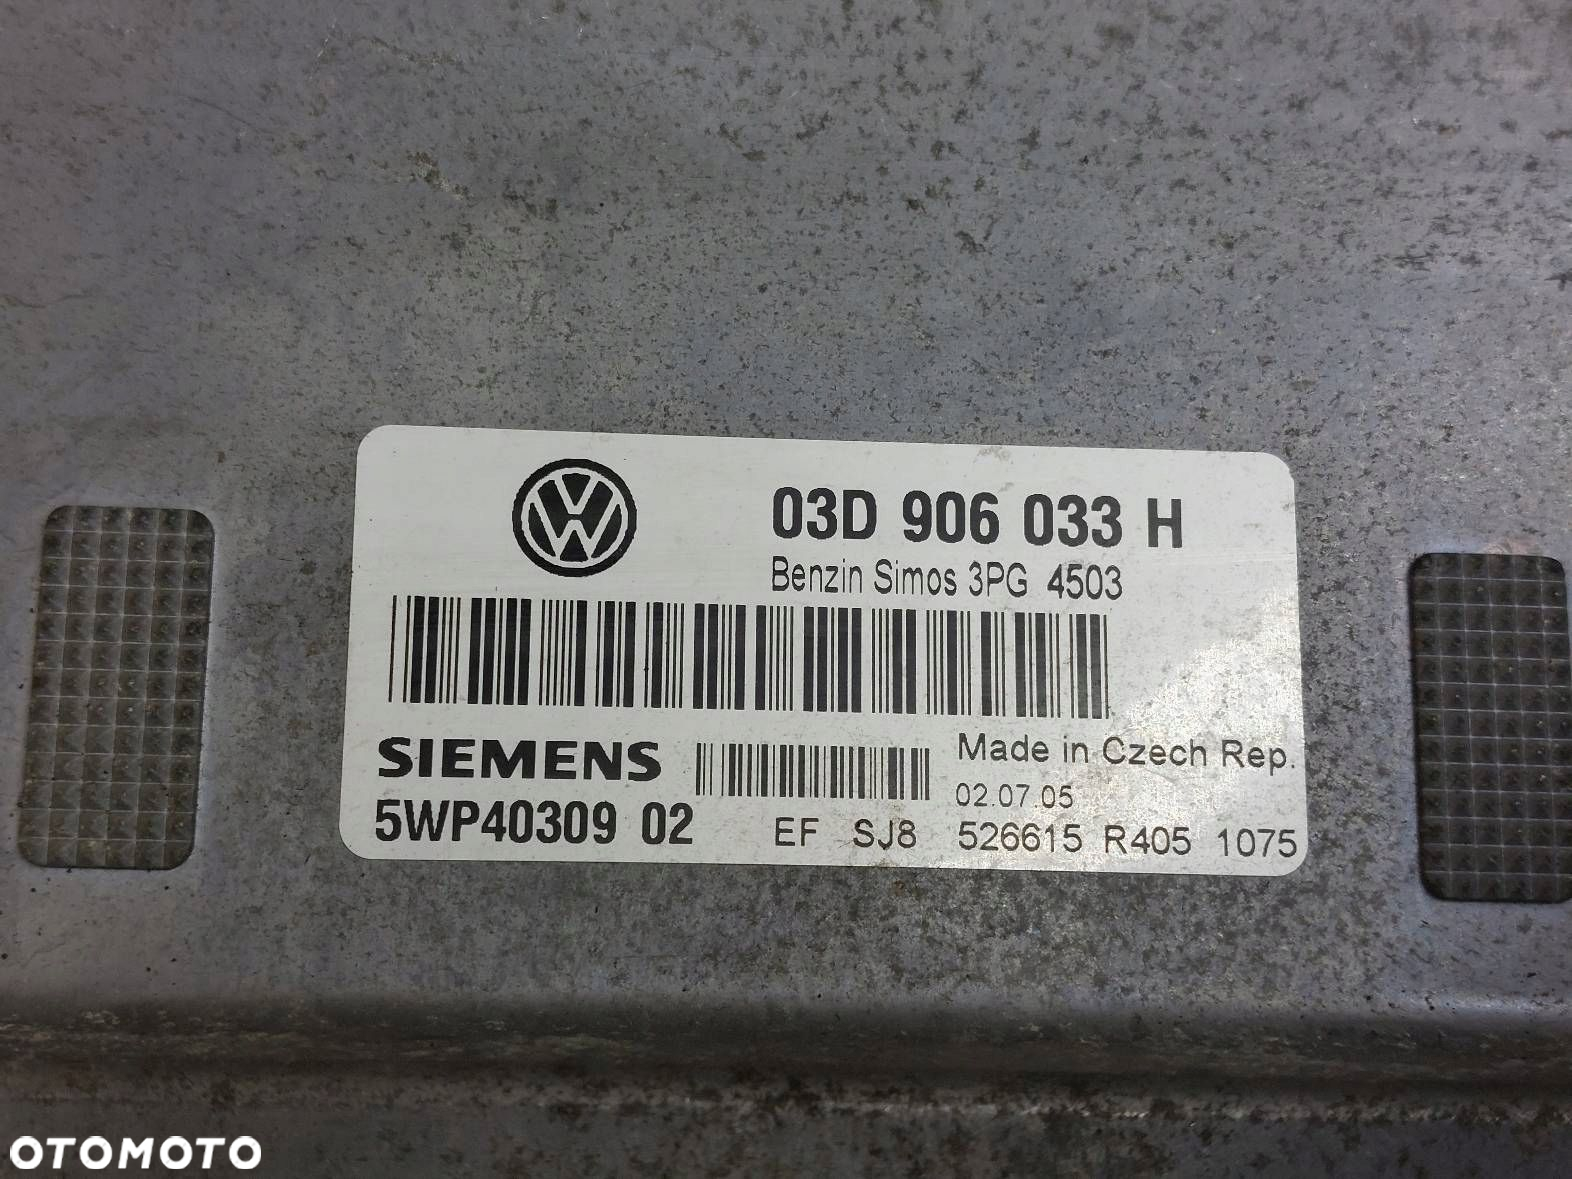 VW
03D 906 033 H
Benzin Simos 3PG 4503
SIEMENS
Made in Czech Rep.
02.07.05
5WP40309 02
EF SJ8 526615 R405 1075
OTOMOTO